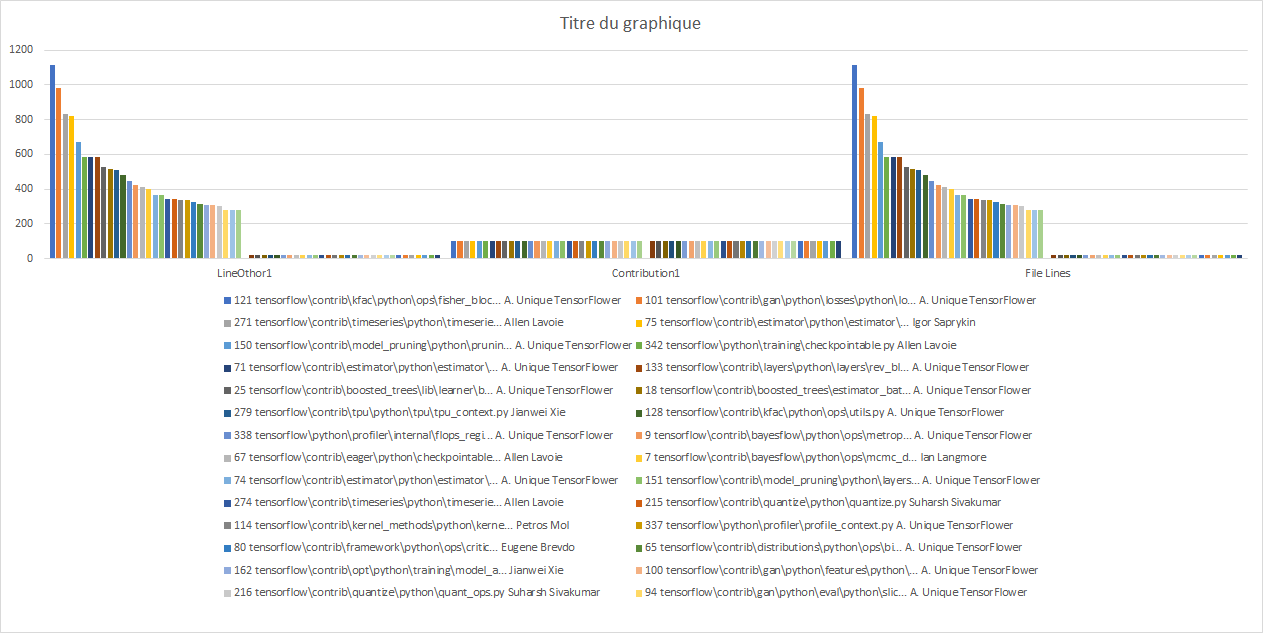 Titre du graphique
1200
1000
800
600
400
200
0
LineOthor1 Contribution1 File Lines
121 tensorflow\contrib\kfac\python\ops\fisher_bloc... A. Unique TensorFlower 101 tensorflow\contrib\gan\python\losses\python\lo... A. Unique TensorFlower
271 tensorflow\contrib\timeseries\python\timeserie... Allen Lavoie 75 tensorflow\contrib\estimator\python\estimator\... Igor Saprykin
150 tensorflow\contrib\model_pruning\python\prunin... A. Unique TensorFlower 342 tensorflow\python\training\checkpointable.py Allen Lavoie
71 tensorflow\contrib\estimator\python\estimator\... A. Unique TensorFlower 133 tensorflow\contrib\layers\python\layers\rev_bl... A. Unique TensorFlower
25 tensorflow\contrib\boosted_trees\lib\learner\b... A. Unique TensorFlower 18 tensorflow\contrib\boosted_trees\estimator_bat... A. Unique TensorFlower
279 tensorflow\contrib\tpu\python\tpu\tpu_context.py Jianwei Xie 128 tensorflow\contrib\kfac\python\ops\utils.py A. Unique TensorFlower
338 tensorflow\python\profiler\internal\flops_regi... A. Unique TensorFlower 9 tensorflow\contrib\bayesflow\python\ops\metrop... A. Unique TensorFlower
67 tensorflow\contrib\eager\python\checkpointable... Allen Lavoie 7 tensorflow\contrib\bayesflow\python\ops\mcmc_d... Ian Langmore
74 tensorflow\contrib\estimator\python\estimator\... A. Unique TensorFlower 151 tensorflow\contrib\model_pruning\python\layers... A. Unique TensorFlower
274 tensorflow\contrib\timeseries\python\timeserie... Allen Lavoie 215 tensorflow\contrib\quantize\python\quantize.py Suharsh Sivakumar
114 tensorflow\contrib\kernel_methods\python\kerne... Petros Mol 337 tensorflow\python\profiler\profile_context.py A. Unique TensorFlower
80 tensorflow\contrib\framework\python\ops\critic... Eugene Brevdo 65 tensorflow\contrib\distributions\python\ops\bi... A. Unique TensorFlower
162 tensorflow\contrib\opt\python\training\model_a... Jianwei Xie 100 tensorflow\contrib\gan\python\features\python\... A. Unique TensorFlower
216 tensorflow\contrib\quantize\python\quant_ops.py Suharsh Sivakumar 94 tensorflow\contrib\gan\python\eval\python\slic... A. Unique TensorFlower